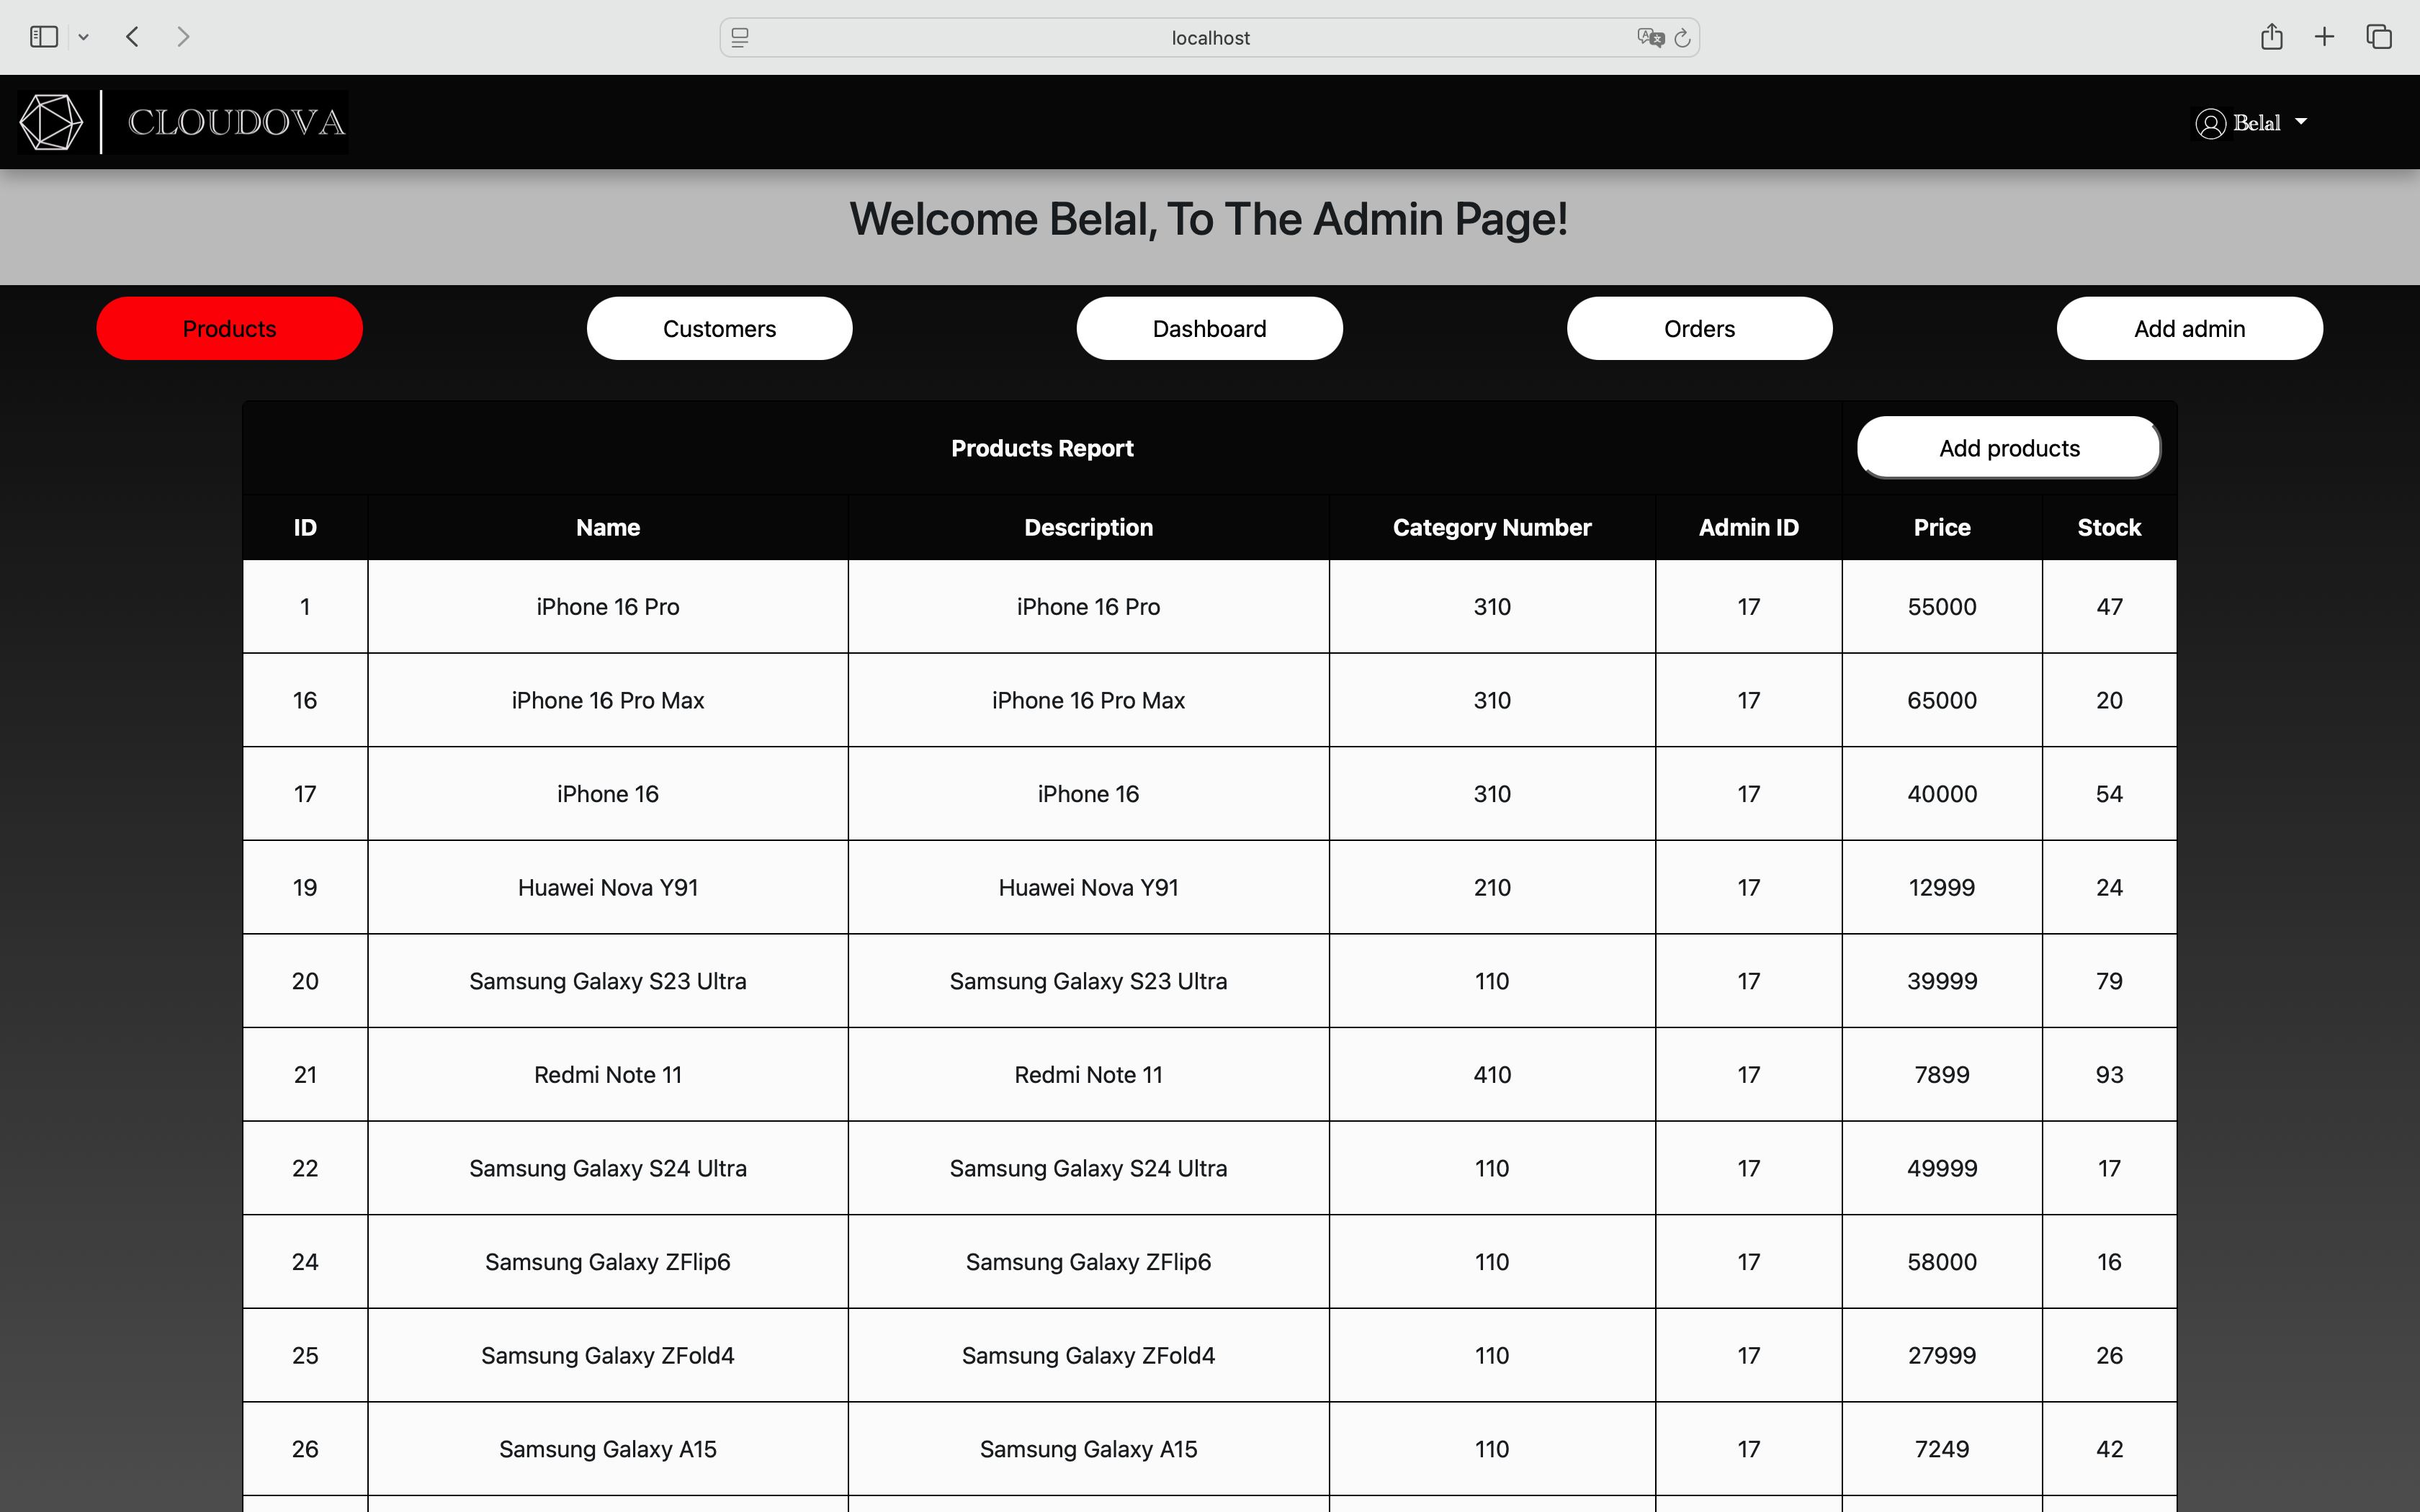 localhost
CLOUDOVA
Belal
Welcome Belal, To The Admin Page!
Products Customers Dashboard Orders Add admin
Products Report Add products
ID Name Description Category Number Admin ID Price Stock
1 iPhone 16 Pro iPhone 16 Pro 310 17 55000 47
16 iPhone 16 Pro Max iPhone 16 Pro Max 310 17 65000 20
17 iPhone 16 iPhone 16 310 17 40000 54
19 Huawei Nova Y91 Huawei Nova Y91 210 17 12999 24
20 Samsung Galaxy S23 Ultra Samsung Galaxy S23 Ultra 110 17 39999 79
21 Redmi Note 11 Redmi Note 11 410 17 7899 93
22 Samsung Galaxy S24 Ultra Samsung Galaxy S24 Ultra 110 17 49999 17
24 Samsung Galaxy ZFlip6 Samsung Galaxy ZFlip6 110 17 58000 16
25 Samsung Galaxy ZFold4 Samsung Galaxy ZFold4 110 17 27999 26
26 Samsung Galaxy A15 Samsung Galaxy A15 110 17 7249 42